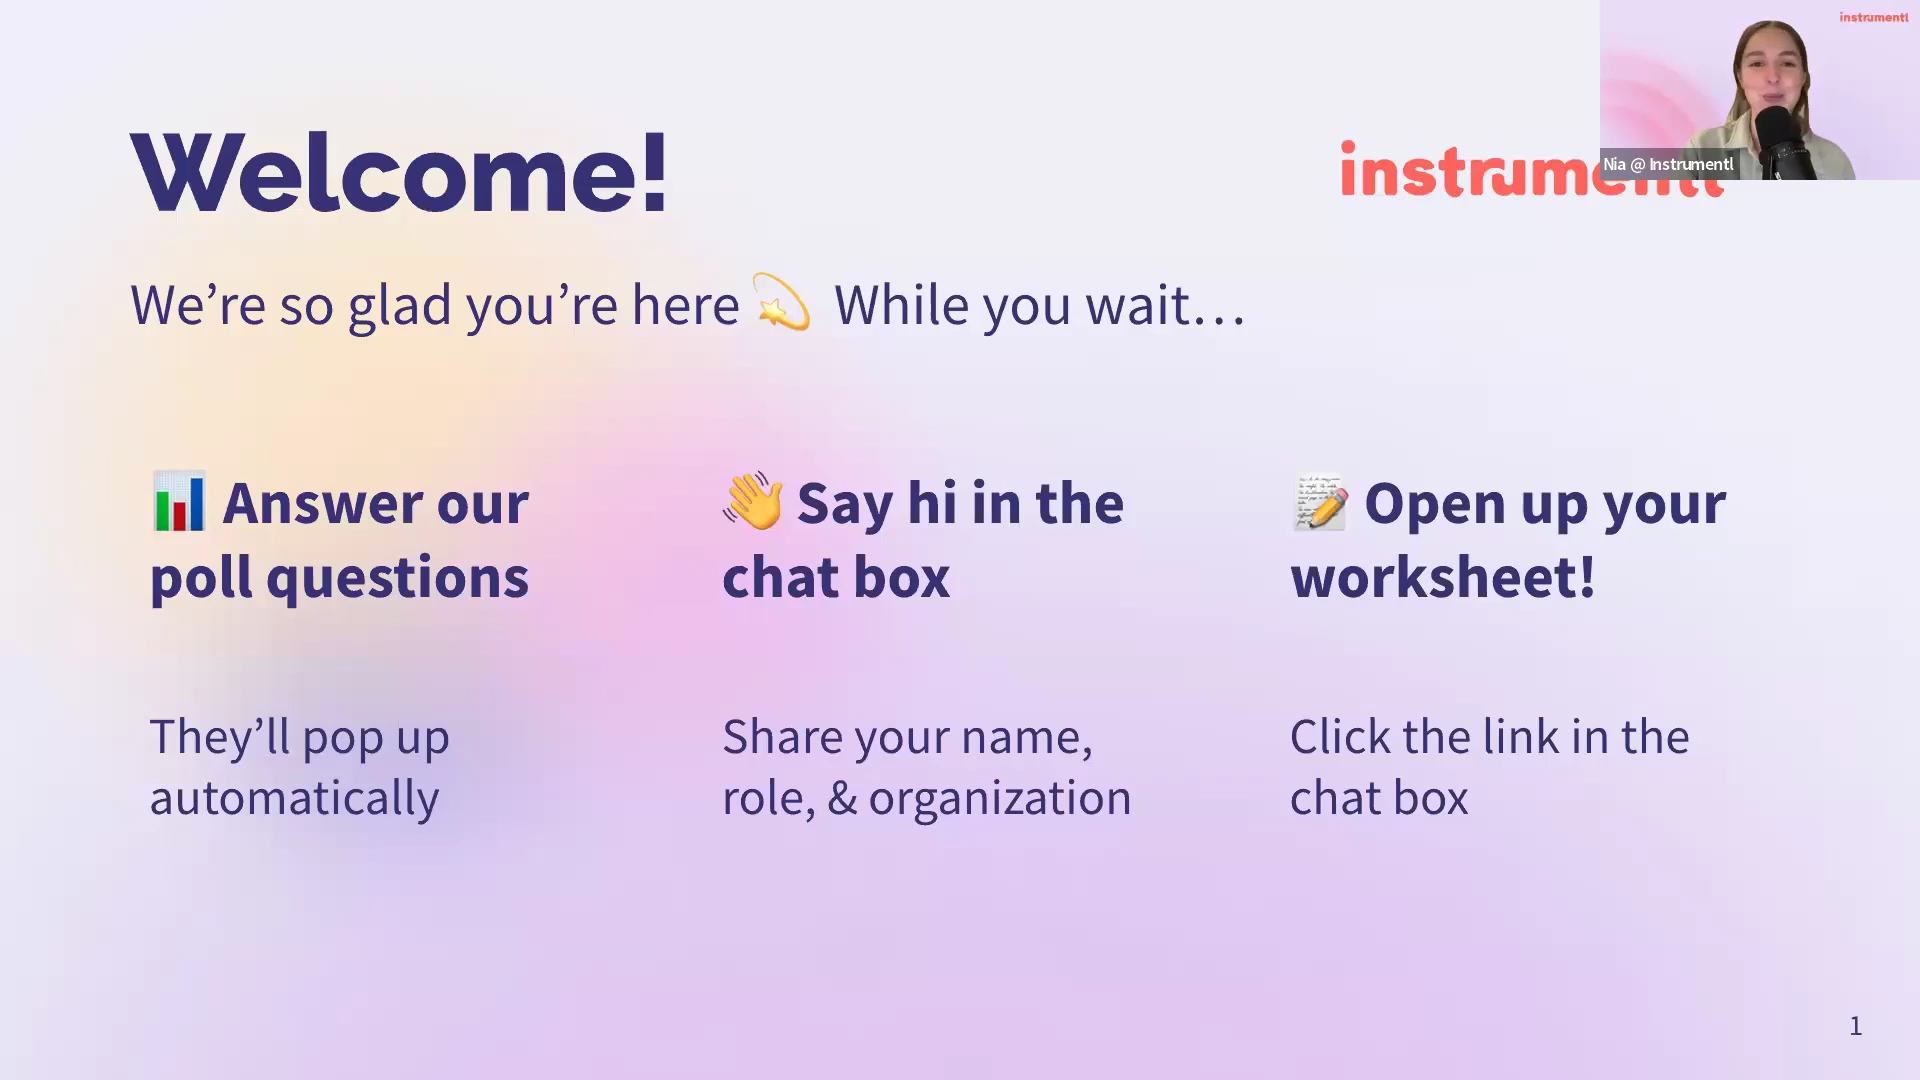 instrumentl
Welcome!
instrumentl
Nia @ Instrumentl
We’re so glad you’re here 💫 While you wait…
📊 Answer our
poll questions
They’ll pop up
automatically
👋 Say hi in the
chat box
Share your name,
role, & organization
📝 Open up your
worksheet!
Click the link in the
chat box
1